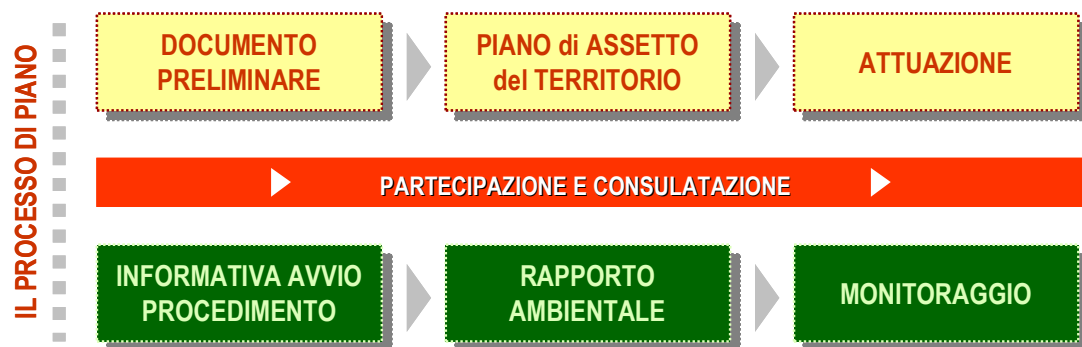 IL PROCESSO DI PIANO
DOCUMENTO
PRELIMINARE
PIANO di ASSETTO
del TERRITORIO
ATTUAZIONE
PARTECIPAZIONE E CONSULATAZIONE
INFORMATIVA AVVIO
PROCEDIMENTO
RAPPORTO
AMBIENTALE
MONITORAGGIO